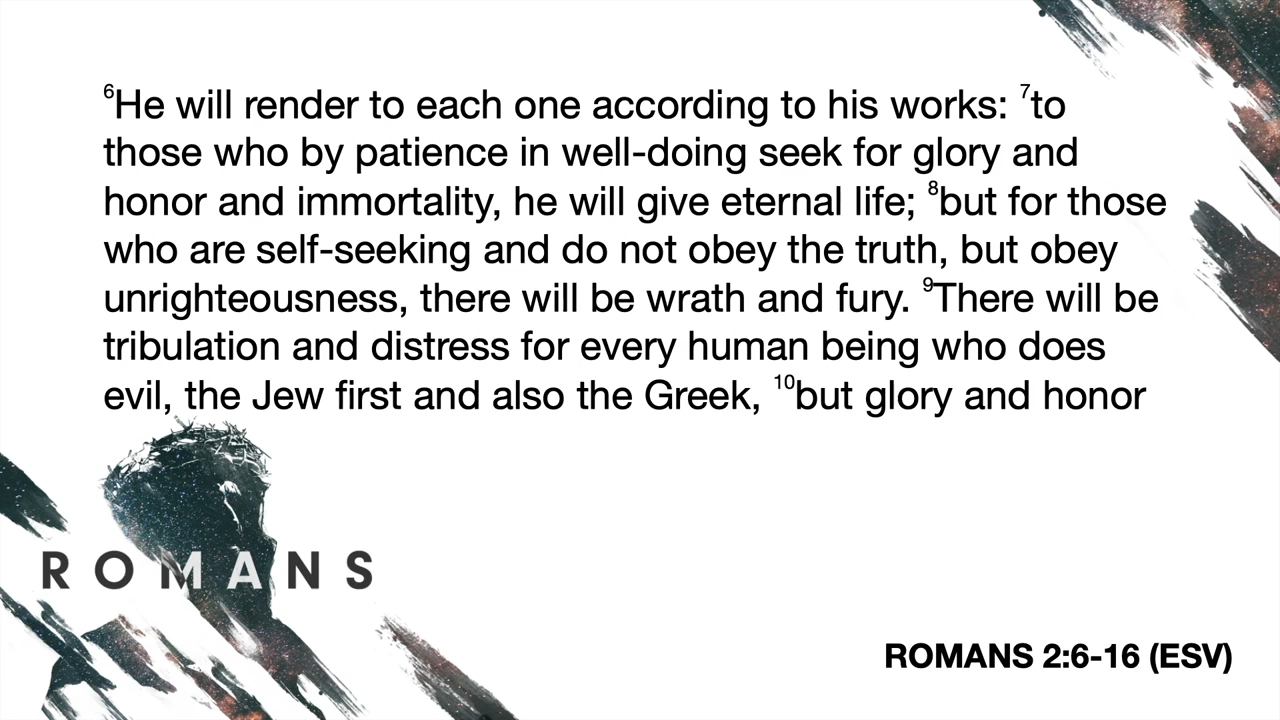 ⁶He will render to each one according to his works: ⁷to
those who by patience in well-doing seek for glory and
honor and immortality, he will give eternal life; ⁸but for those
who are self-seeking and do not obey the truth, but obey
unrighteousness, there will be wrath and fury. ⁹There will be
tribulation and distress for every human being who does
evil, the Jew first and also the Greek, ¹⁰but glory and honor
ROMANS
ROMANS 2:6-16 (ESV)